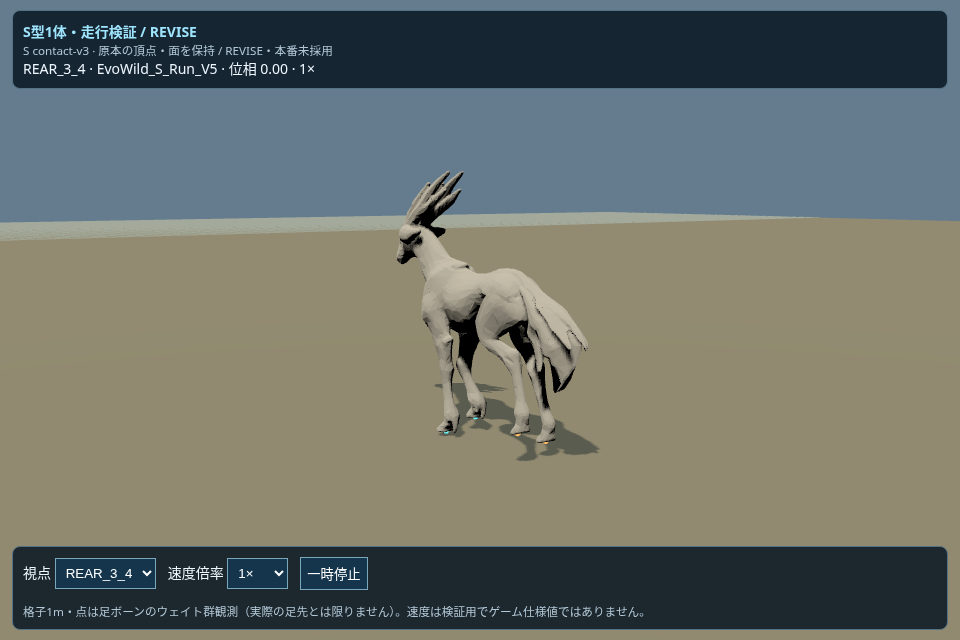 S型1体・走行検証 / REVISE
S contact-v3 · 原本の頂点・面を保持 / REVISE・本番未採用
REAR_3_4 · EvoWild_S_Run_V5 · 位相 0.00 · 1×
視点 REAR_3_4 速度倍率 1× 一時停止
格子1m・点は足ボーンのウェイト群観測（実際の足先とは限りません）。速度は検証用でゲーム仕様値ではありません。